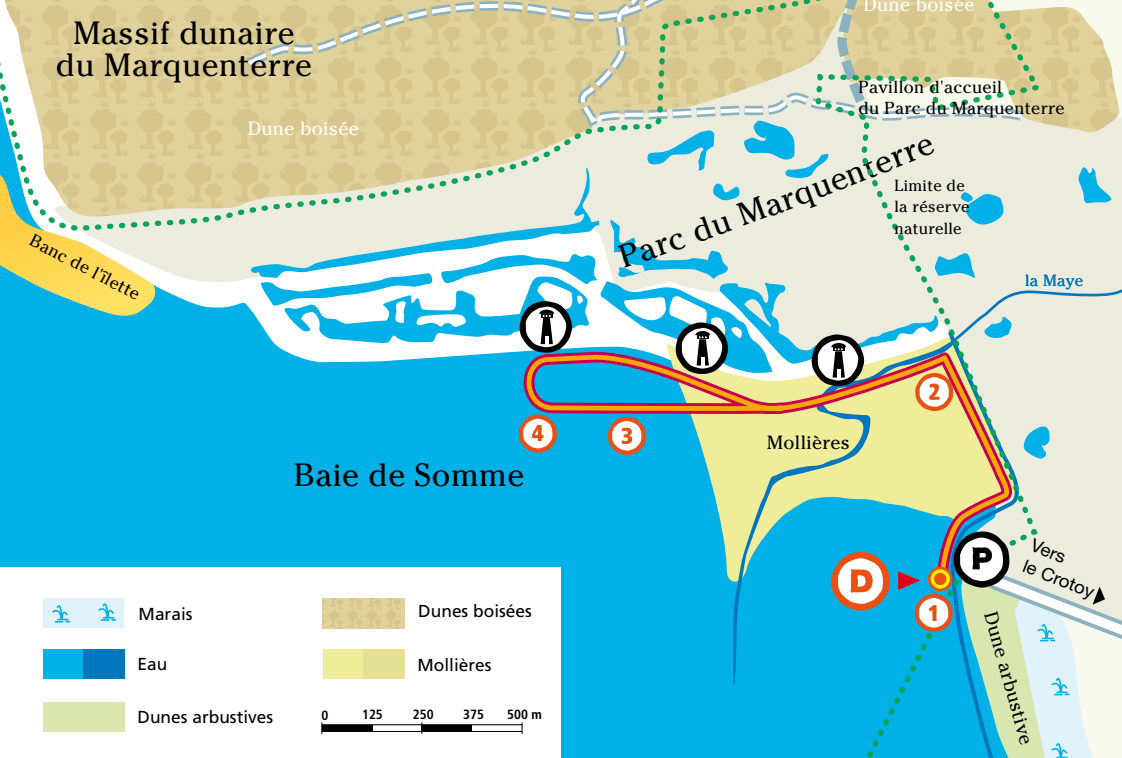 Dune boisée
Massif dunaire
du Marquenterre
Pavillon d'accueil
du Parc du Marquenterre
Dune boisée
Parc du Marquenterre
Limite de
la réserve
naturelle
Banc de l'îlette
la Maye
2
4
3
Mollières
Baie de Somme
P
Vers
le Crotoy
D
1
Dune arbustive
Marais
Eau
Dunes arbustives
Dunes boisées
Mollières
0 125 250 375 500 m